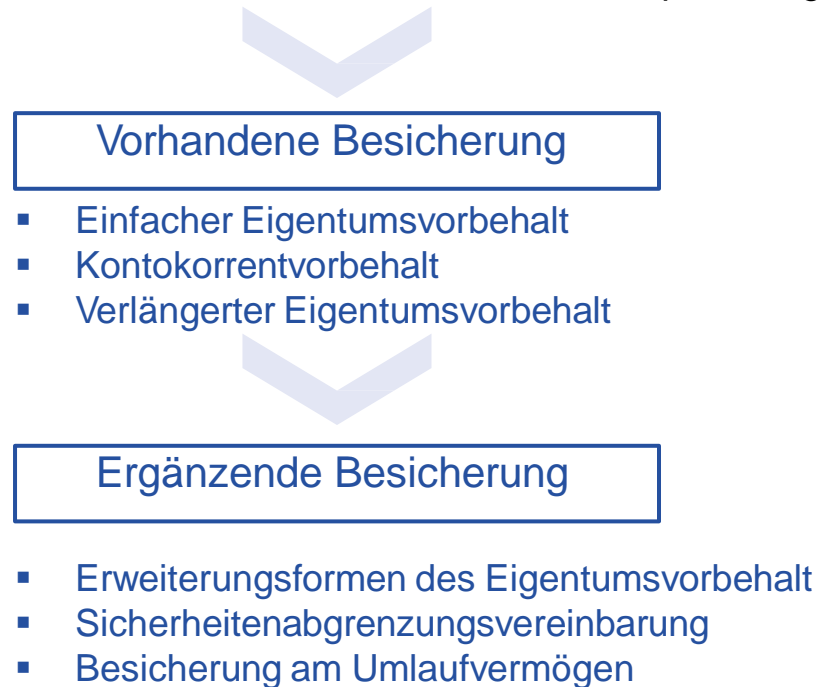 Vorhandene Besicherung
▪ Einfacher Eigentumsvorbehalt
▪ Kontokorrentvorbehalt
▪ Verlängerter Eigentumsvorbehalt
Ergänzende Besicherung
▪ Erweiterungsformen des Eigentumsvorbehalt
▪ Sicherheitenabgrenzungsvereinbarung
▪ Besicherung am Umlaufvermögen